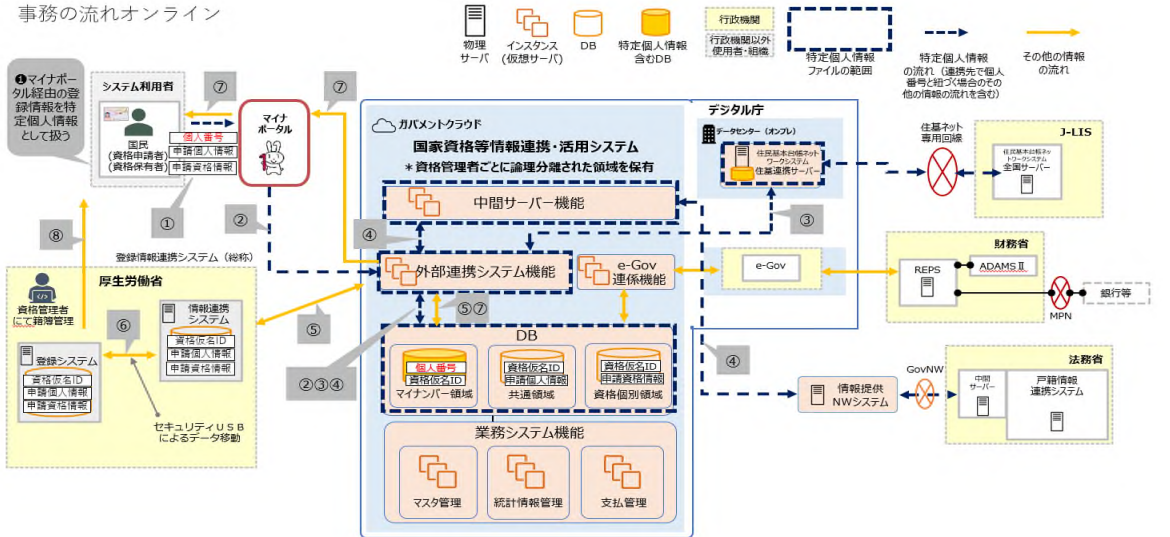 事務の流れオンライン
物理
サーバ
インスタンス
(仮想サーバ)
DB
特定個人情報
含むDB
行政機関
行政機関以外
使用者・組織
特定個人情報
ファイルの範囲
特定個人情報
の流れ（連携先で個人
番号と紐づく場合のその
他の情報の流れを含む）
その他の情報
の流れ
❶マイナポー
タル経由の登
録情報を特
定個人情報
として扱う
システム利用者
国民
(資格申請者)
(資格保有者)
⑦
個人番号
申請個人情報
申請資格情報
①
マイナ
ポータル
②
⑦
⑧
登録情報連携システム（総称）
厚生労働省
資格管理者
にて籍簿管理
⑥
情報連携
システム
資格仮名ID
申請個人情報
申請資格情報
登録システム
資格仮名ID
申請個人情報
申請資格情報
セキュリティＵＳＢ
によるデータ移動
⑤
②③④
ガバメントクラウド
国家資格等情報連携・活用システム
＊資格管理者ごとに論理分離された領域を保有
中間サーバー機能
④
外部連携システム機能
e-Gov
連係機能
⑤⑦
DB
個人番号
資格仮名ID
マイナンバー領域
資格仮名ID
申請個人情報
共通領域
資格仮名ID
申請資格情報
資格個別領域
業務システム機能
マスタ管理
統計情報管理
支払管理
デジタル庁
データセンター（オンプレ）
住民基本台帳ネット
ワークシステム
住基連携サーバー
③
e-Gov
④
住基ネット
専用回線
J-LIS
住民基本台帳ネッ
トワークシステム
全国サーバー
財務省
REPS
ADAMSⅡ
MPN
銀行等
情報提供
NWシステム
GovNW
法務省
中間
サーバー
戸籍情報
連携システム